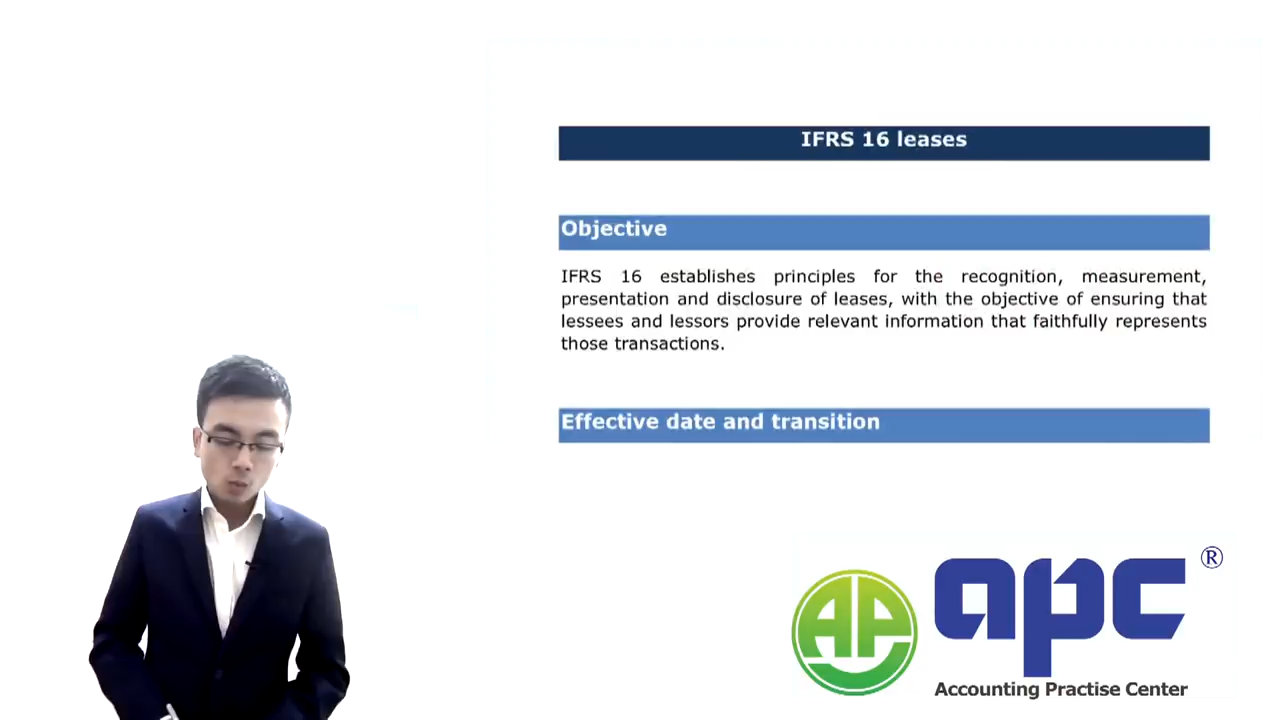 IFRS 16 leases
Objective
IFRS 16 establishes principles for the recognition, measurement,
presentation and disclosure of leases, with the objective of ensuring that
lessees and lessors provide relevant information that faithfully represents
those transactions.
Effective date and transition
AP
apc®
Accounting Practise Center